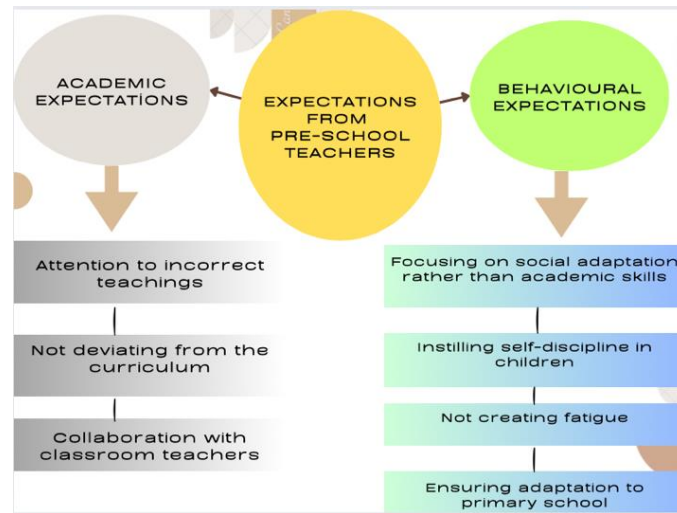 ACADEMIC
EXPECTATİONS
EXPECTATIONS
FROM
PRE-SCHOOL
TEACHERS
BEHAVIOURAL
EXPECTATIONS
Attention to incorrect
teachings
Not deviating from the
curriculum
Collaboration with
classroom teachers
Focusing on social adaptation
rather than academic skills
Instilling self-discipline in
children
Not creating fatigue
Ensuring adaptation to
primary school